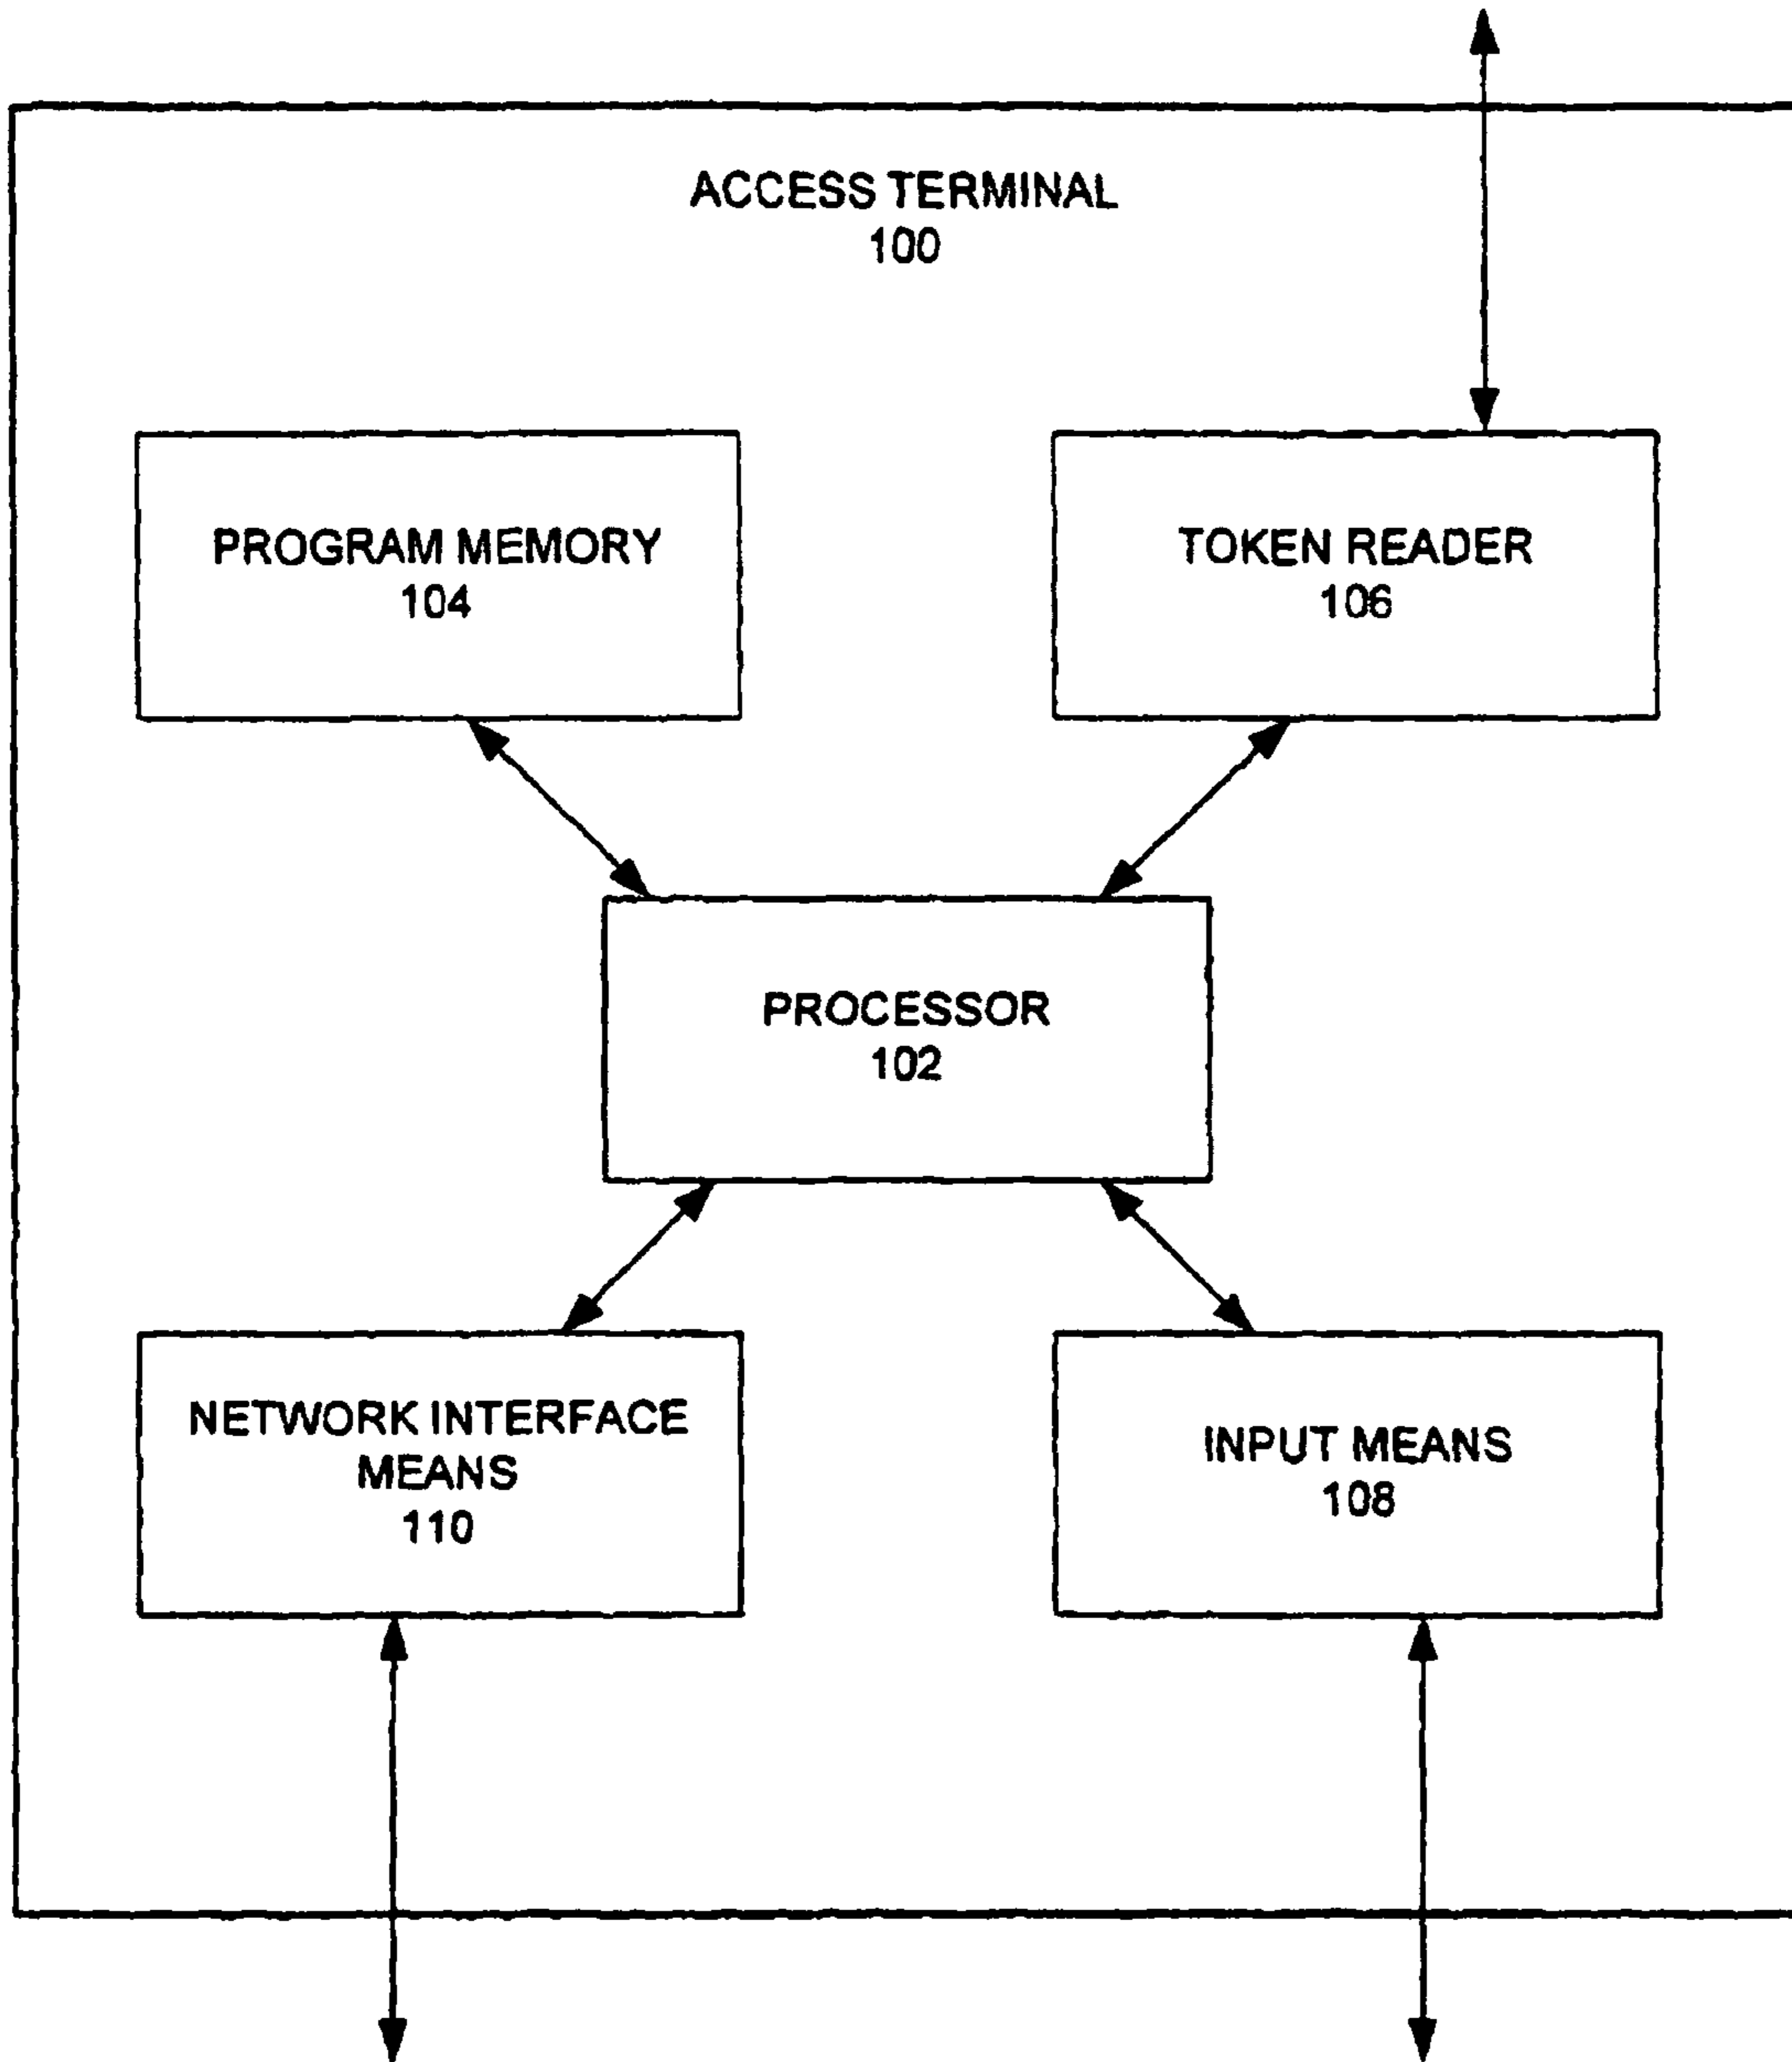 ACCESS TERMINAL
100
PROGRAM MEMORY
104
TOKEN READER
106
PROCESSOR
102
NETWORK INTERFACE
MEANS
110
INPUT MEANS
108